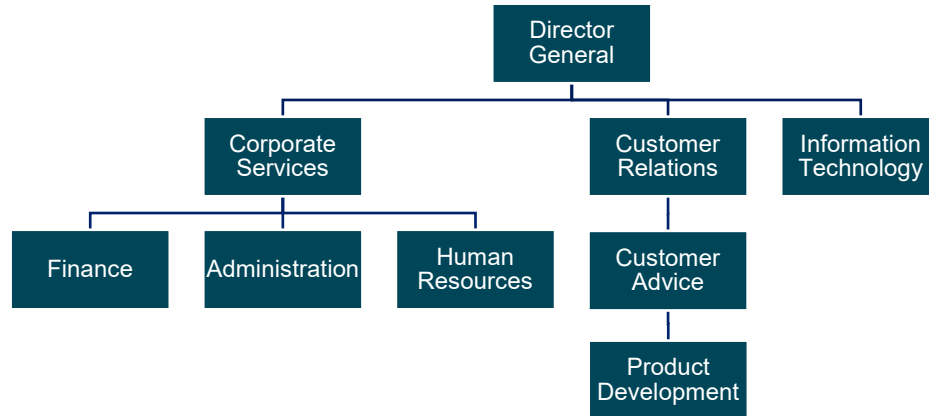 Director
General
Corporate
Services
Customer
Relations
Information
Technology
Finance
Administration
Human
Resources
Customer
Advice
Product
Development